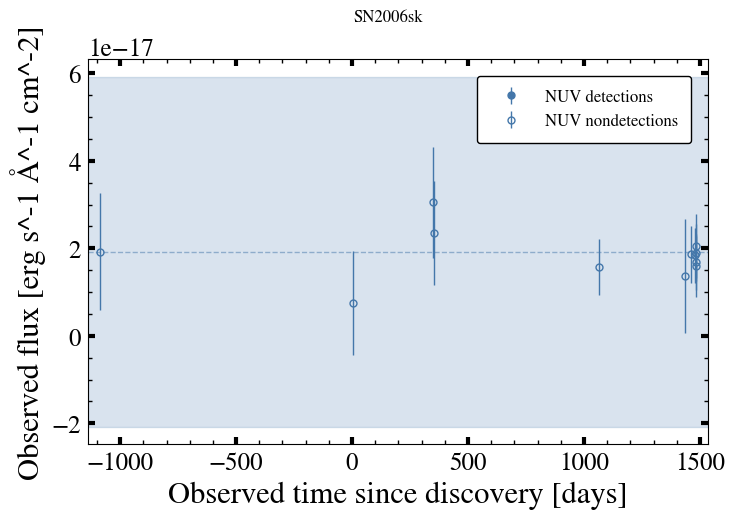 SN2006sk
1e−17
6
4
2
0
−2
NUV detections
NUV nondetections
−1000
−500
0
500
1000
1500
Observed time since discovery [days]
Observed flux [erg s^-1 Å^-1 cm^-2]